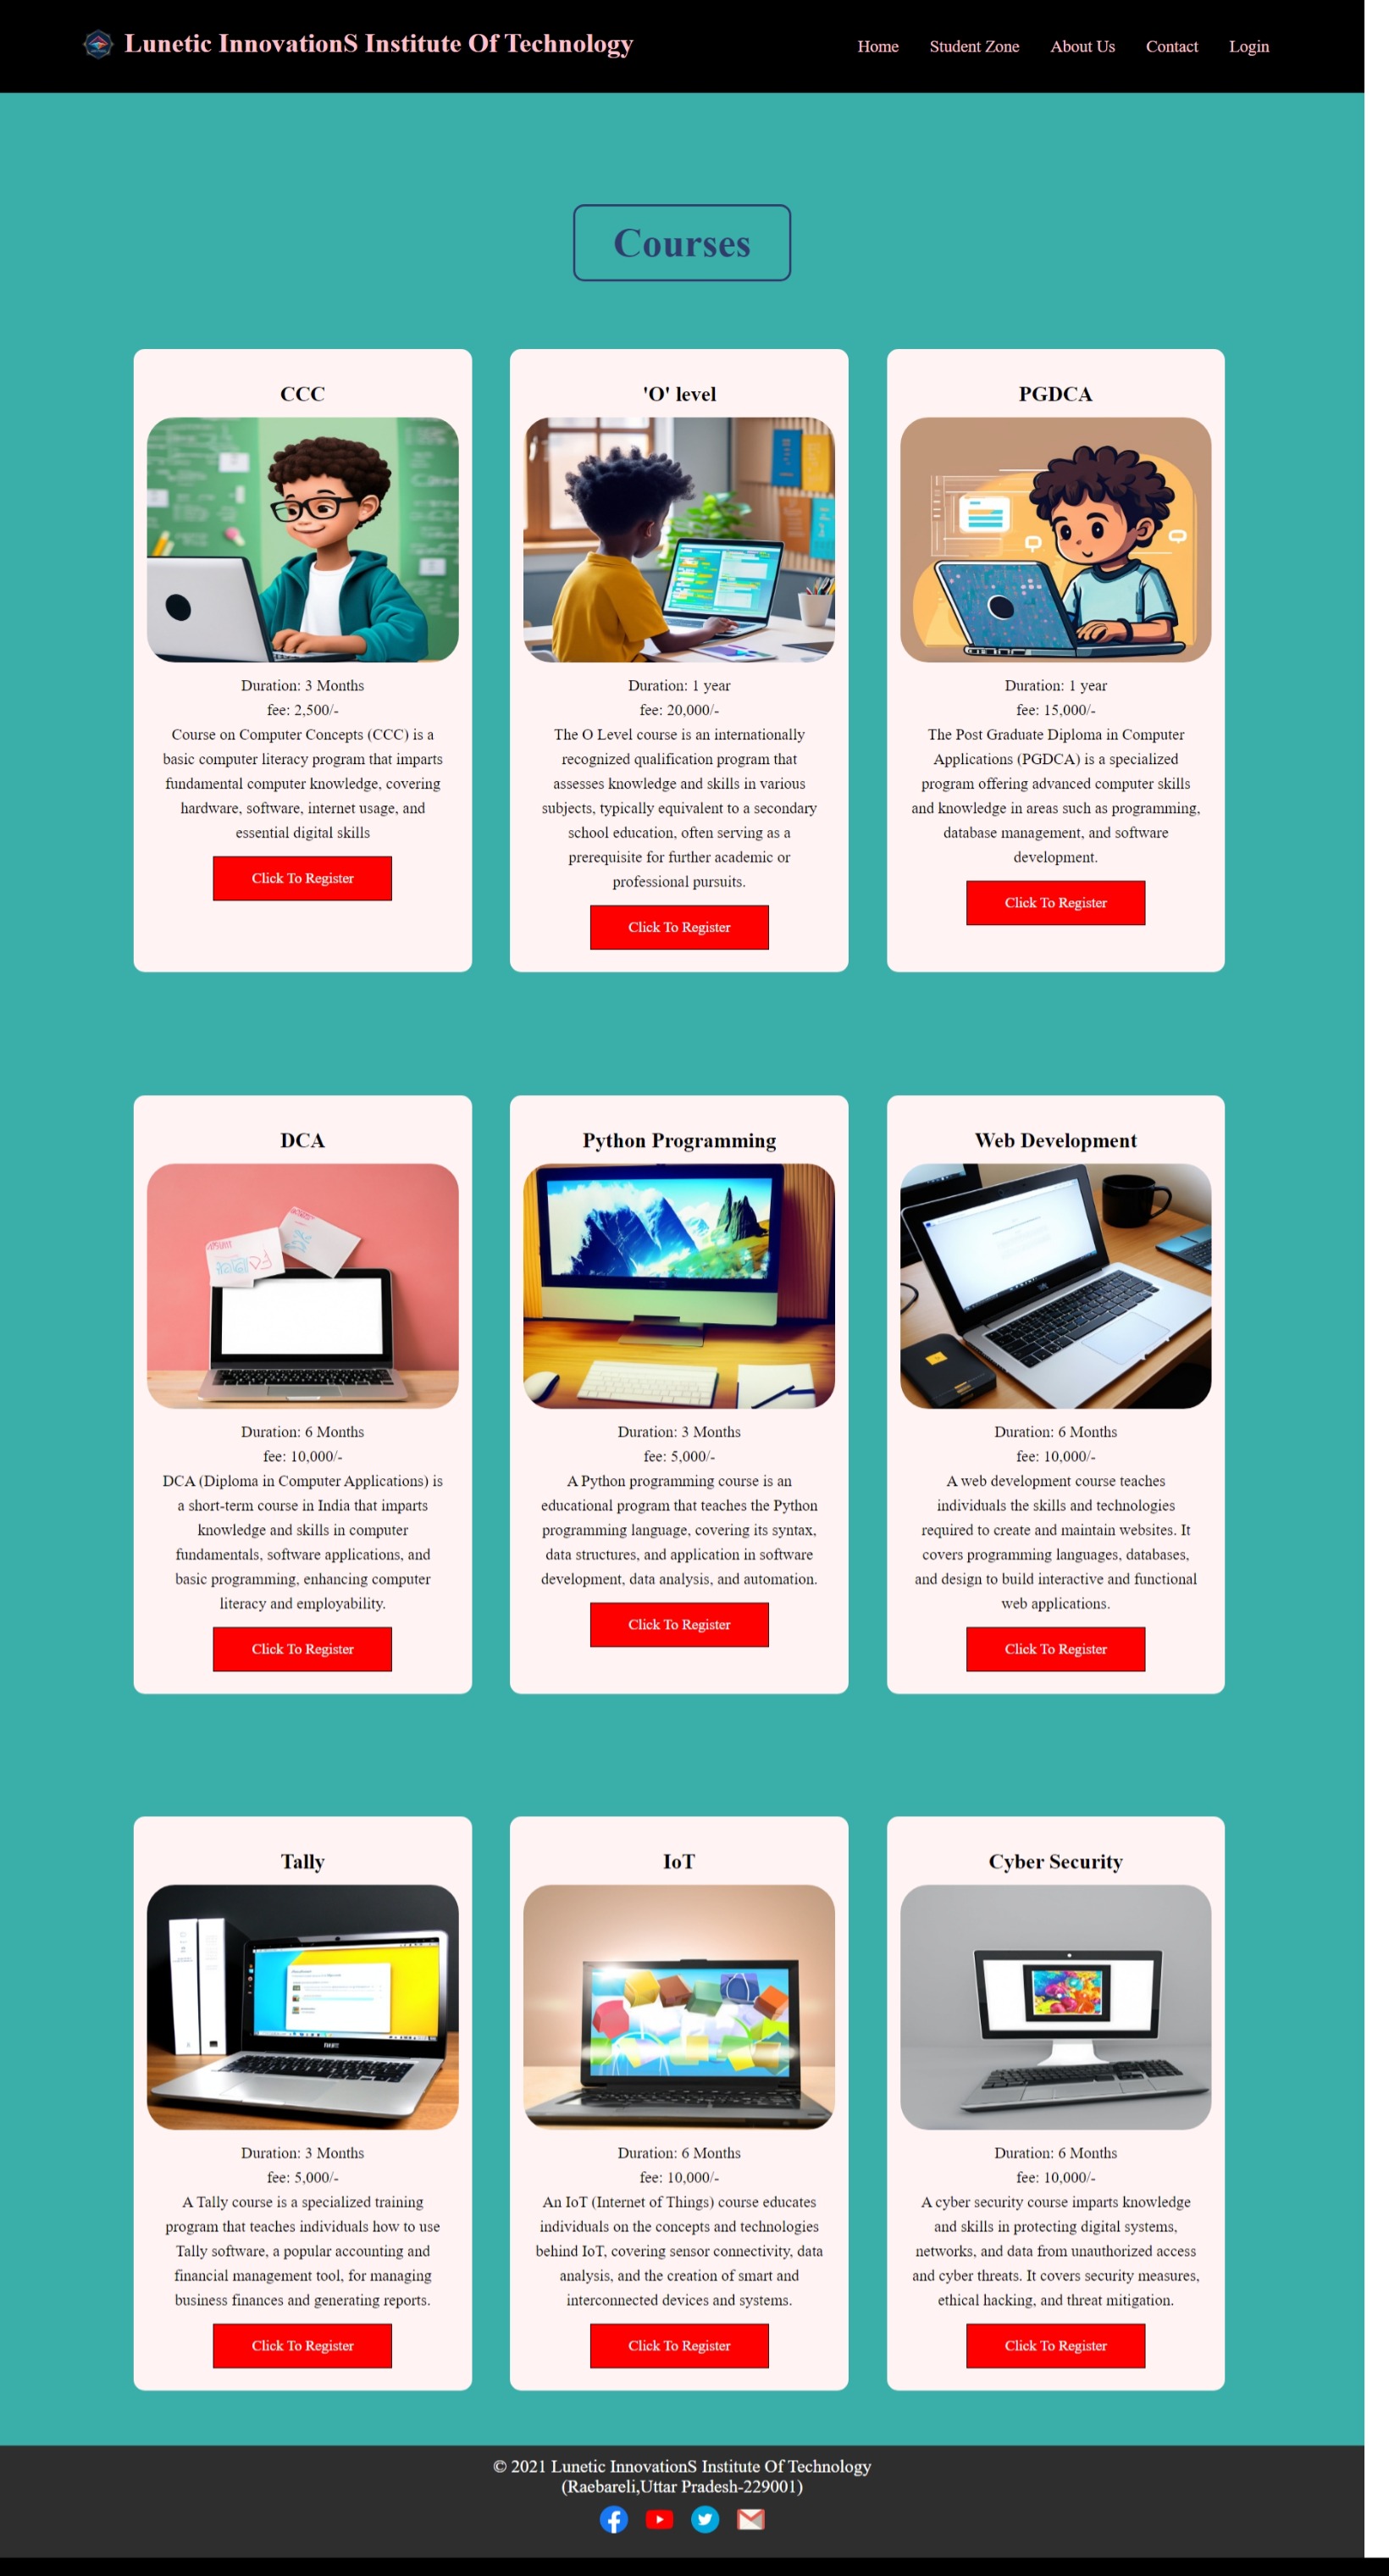 Lunetic InnovationS Institute Of Technology
Home Student Zone About Us Contact Login
Courses
CCC
Duration: 3 Months
fee: 2,500/-
Course on Computer Concepts (CCC) is a
basic computer literacy program that imparts
fundamental computer knowledge, covering
hardware, software, internet usage, and
essential digital skills
Click To Register
'O' level
Duration: 1 year
fee: 20,000/-
The O Level course is an internationally
recognized qualification program that
assesses knowledge and skills in various
subjects, typically equivalent to a secondary
school education, often serving as a
prerequisite for further academic or
professional pursuits.
Click To Register
PGDCA
Duration: 1 year
fee: 15,000/-
The Post Graduate Diploma in Computer
Applications (PGDCA) is a specialized
program offering advanced computer skills
and knowledge in areas such as programming,
database management, and software
development.
Click To Register
DCA
Duration: 6 Months
fee: 10,000/-
DCA (Diploma in Computer Applications) is
a short-term course in India that imparts
knowledge and skills in computer
fundamentals, software applications, and
basic programming, enhancing computer
literacy and employability.
Click To Register
Python Programming
Duration: 3 Months
fee: 5,000/-
A Python programming course is an
educational program that teaches the Python
programming language, covering its syntax,
data structures, and application in software
development, data analysis, and automation.
Click To Register
Web Development
Duration: 6 Months
fee: 10,000/-
A web development course teaches
individuals the skills and technologies
required to create and maintain websites. It
covers programming languages, databases,
and design to build interactive and functional
web applications.
Click To Register
Tally
Duration: 3 Months
fee: 5,000/-
A Tally course is a specialized training
program that teaches individuals how to use
Tally software, a popular accounting and
financial management tool, for managing
business finances and generating reports.
Click To Register
IoT
Duration: 6 Months
fee: 10,000/-
An IoT (Internet of Things) course educates
individuals on the concepts and technologies
behind IoT, covering sensor connectivity, data
analysis, and the creation of smart and
interconnected devices and systems.
Click To Register
Cyber Security
Duration: 6 Months
fee: 10,000/-
A cyber security course imparts knowledge
and skills in protecting digital systems,
networks, and data from unauthorized access
and cyber threats. It covers security measures,
ethical hacking, and threat mitigation.
Click To Register
© 2021 Lunetic InnovationS Institute Of Technology
(Raebareli,Uttar Pradesh-229001)